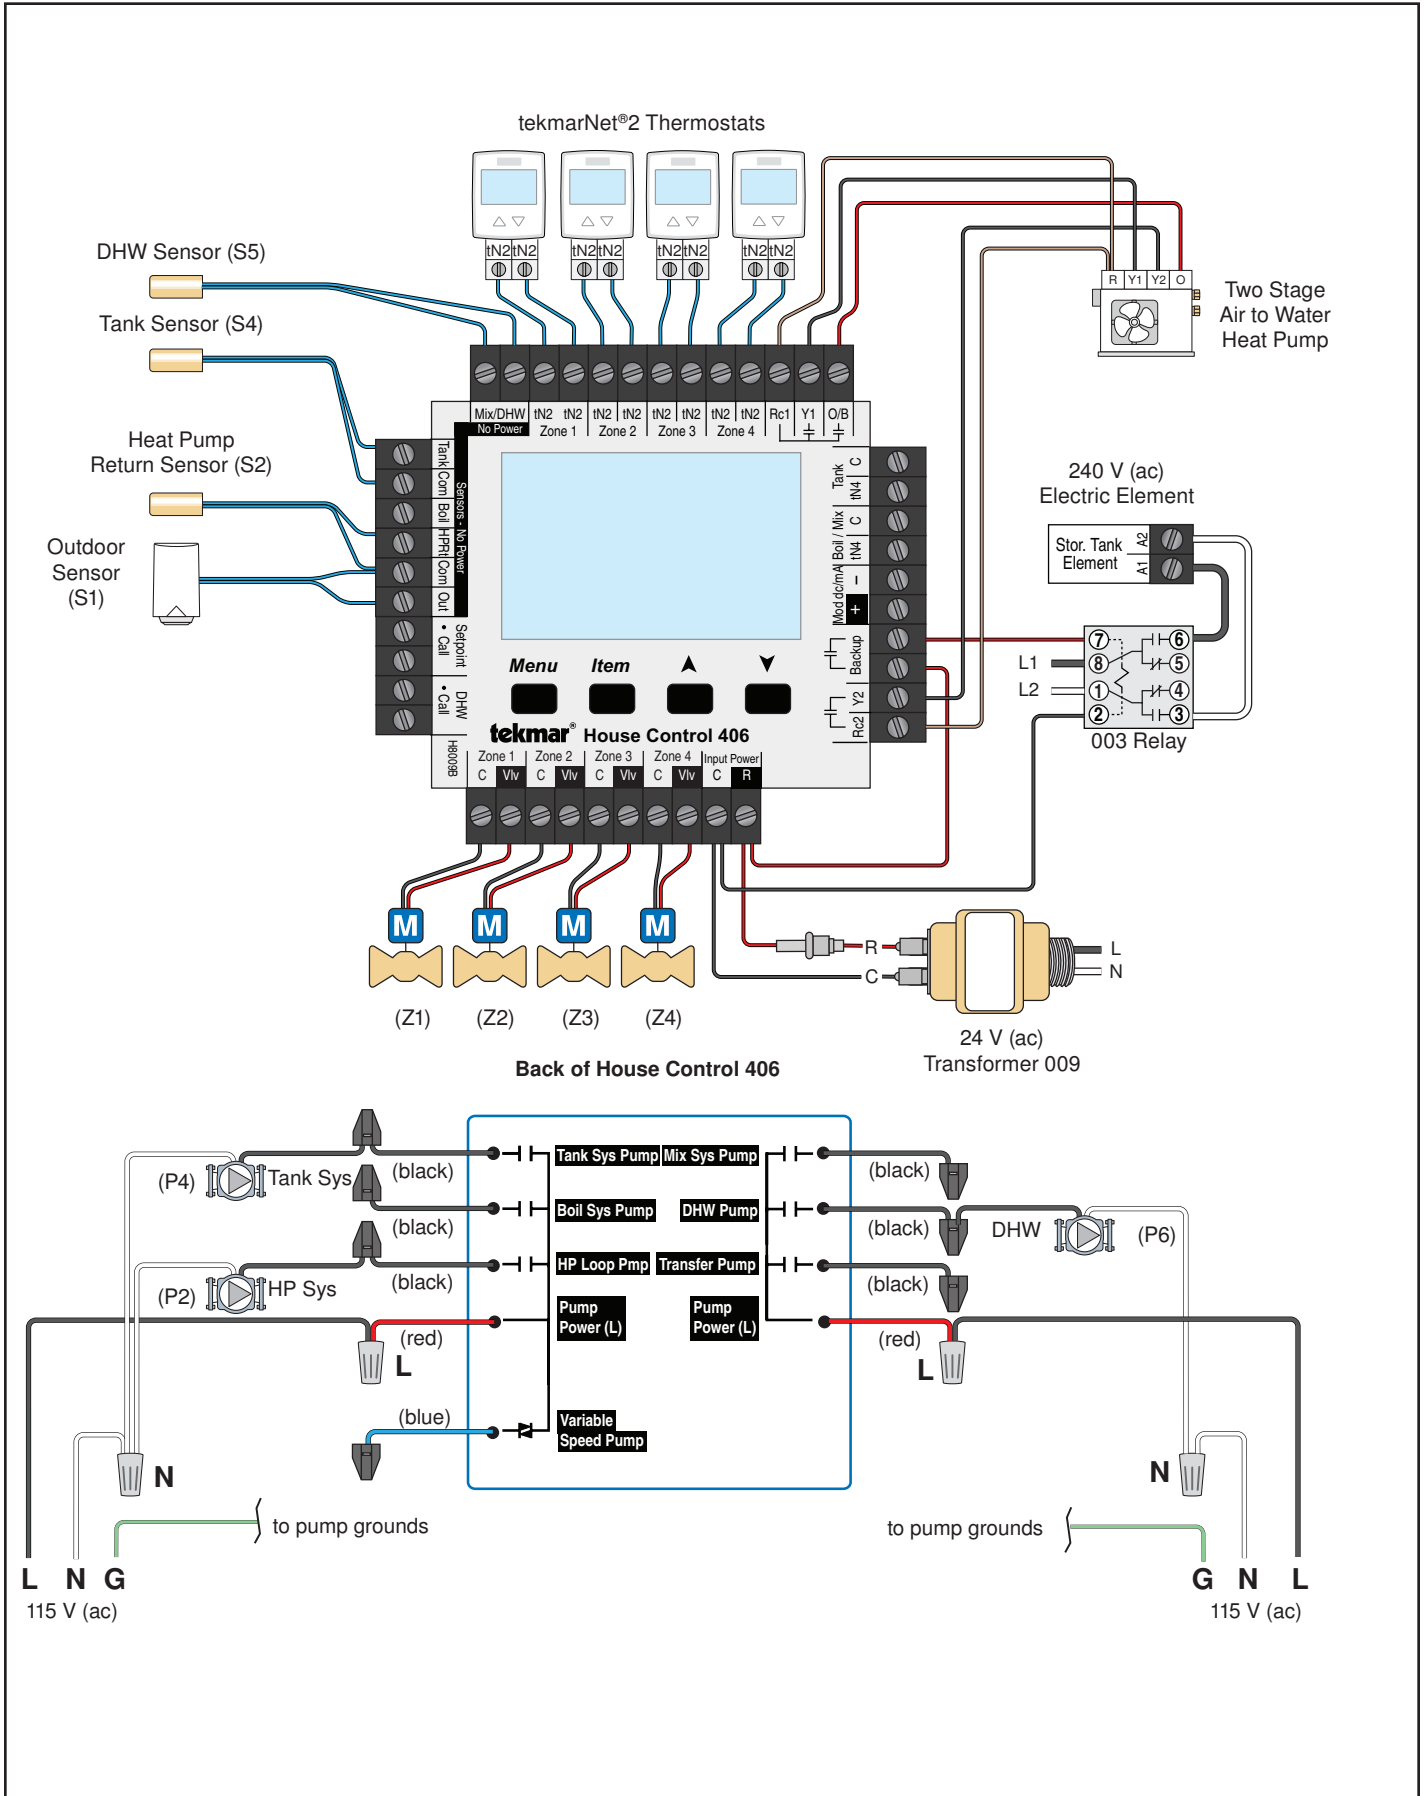 tekmarNet®2 Thermostats
tN2 tN2 tN2 tN2 tN2 tN2 tN2 tN2
DHW Sensor (S5)
Tank Sensor (S4)
Heat Pump
Return Sensor (S2)
Outdoor
Sensor
(S1)
R Y1 Y2 O
Two Stage
Air to Water
Heat Pump
Mix/DHW tN2 tN2 tN2 tN2 tN2 tN2 tN2 tN2 Rc1 Y1 O/B
No Power Zone 1 Zone 2 Zone 3 Zone 4
Tank Com Boil HPRt Com Out
Sensors - No Power
Setpoint
• Call
DHW
• Call
H8009B
Tank
C
tN4
Boil / Mix
C
tN4
Mod dc/mA
–
+
Backup
Y2
Rc2
Menu Item
tekmar® House Control 406
Zone 1 Zone 2 Zone 3 Zone 4 Input Power
C Vlv C Vlv C Vlv C Vlv C R
240 V (ac)
Electric Element
Stor. Tank
Element
A2
A1
L1
L2
7 6
8 5
1 4
2 3
003 Relay
M M M M
(Z1) (Z2) (Z3) (Z4)
R
C
L
N
24 V (ac)
Transformer 009
Back of House Control 406
(P4) Tank Sys (black) Tank Sys Pump Mix Sys Pump (black)
(black) Boil Sys Pump DHW Pump (black) DHW (P6)
(P2) HP Sys (black) HP Loop Pmp Transfer Pump (black)
(red) Pump
Power (L) Pump
Power (L) (red)
L L
(blue) Variable
Speed Pump
N N
to pump grounds to pump grounds
L N G G N L
115 V (ac) 115 V (ac)